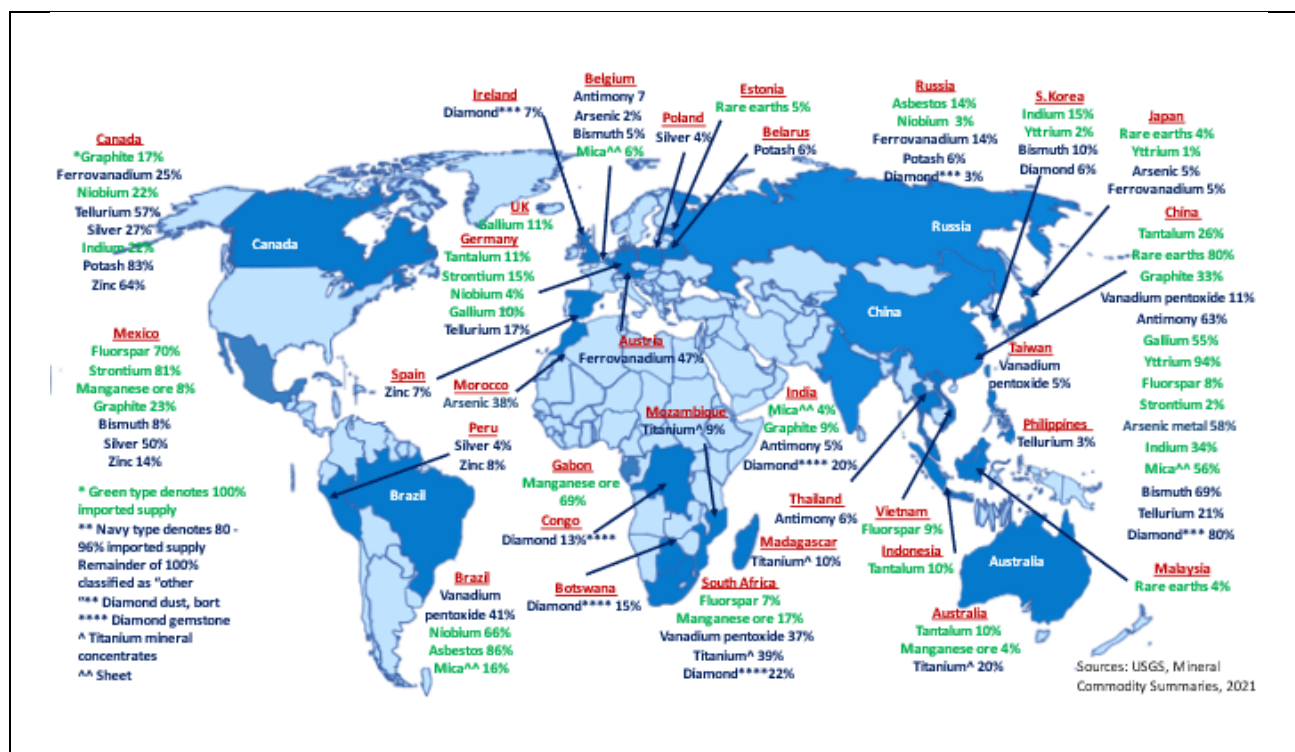 Canada
*Graphite 17%
Ferrovanadium 25%
Niobium 22%
Tellurium 57%
Silver 27%
Indium 22%
Potash 83%
Zinc 64%
Mexico
Fluorspar 70%
Strontium 81%
Manganese ore 8%
Graphite 23%
Bismuth 8%
Silver 50%
Zinc 14%
* Green type denotes 100%
imported supply
** Navy type denotes 80 -
96% imported supply
Remainder of 100%
classified as "other
"** Diamond dust, bort
**** Diamond gemstone
^ Titanium mineral
concentrates
^^ Sheet
Canada
Ireland
Diamond*** 7%
Belgium
Antimony 7
Arsenic 2%
Bismuth 5%
Mica^^ 6%
Poland
Silver 4%
Estonia
Rare earths 5%
Belarus
Potash 6%
Russia
Asbestos 14%
Niobium 3%
Ferrovanadium 14%
Potash 6%
Diamond*** 3%
S.Korea
Indium 15%
Yttrium 2%
Bismuth 10%
Diamond 6%
Japan
Rare earths 4%
Yttrium 1%
Arsenic 5%
Ferrovanadium 5%
UK
Gallium 11%
Germany
Tantalum 11%
Strontium 15%
Niobium 4%
Gallium 10%
Tellurium 17%
Russia
China
China
Tantalum 26%
Rare earths 80%
Graphite 33%
Vanadium pentoxide 11%
Antimony 63%
Gallium 55%
Yttrium 94%
Fluorspar 8%
Strontium 2%
Arsenic metal 58%
Indium 34%
Mica^^ 56%
Bismuth 69%
Tellurium 21%
Diamond*** 80%
Austria
Ferrovanadium 47%
Spain
Zinc 7%
Morocco
Arsenic 38%
Taiwan
Vanadium
pentoxide 5%
India
Mica^^ 4%
Graphite 9%
Antimony 5%
Diamond**** 20%
Mozambique
Titanium^ 9%
Philippines
Tellurium 3%
Peru
Silver 4%
Zinc 8%
Brazil
Gabon
Manganese ore
69%
Congo
Diamond 13%****
Thailand
Antimony 6%
Vietnam
Fluorspar 9%
Madagascar
Titanium^ 10%
Indonesia
Tantalum 10%
Australia
Malaysia
Rare earths 4%
Brazil
Vanadium
pentoxide 41%
Niobium 66%
Asbestos 86%
Mica^^ 16%
Botswana
Diamond**** 15%
South Africa
Fluorspar 7%
Manganese ore 17%
Vanadium pentoxide 37%
Titanium^ 39%
Diamond****22%
Australia
Tantalum 10%
Manganese ore 4%
Titanium^ 20%
Sources: USGS, Mineral
Commodity Summaries, 2021